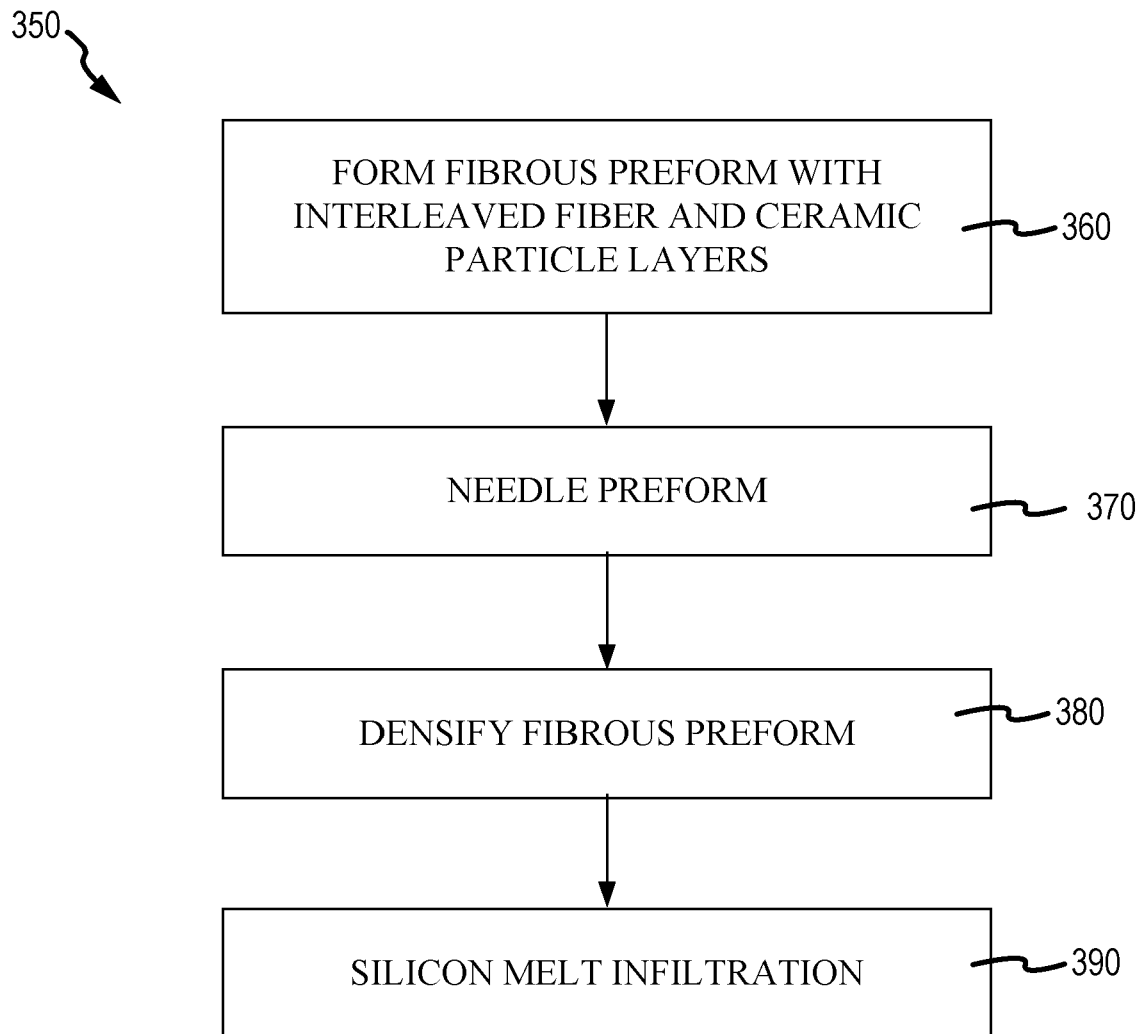 350
FORM FIBROUS PREFORM WITH
INTERLEAVED FIBER AND CERAMIC
PARTICLE LAYERS
360
NEEDLE PREFORM
370
DENSIFY FIBROUS PREFORM
380
SILICON MELT INFILTRATION
390